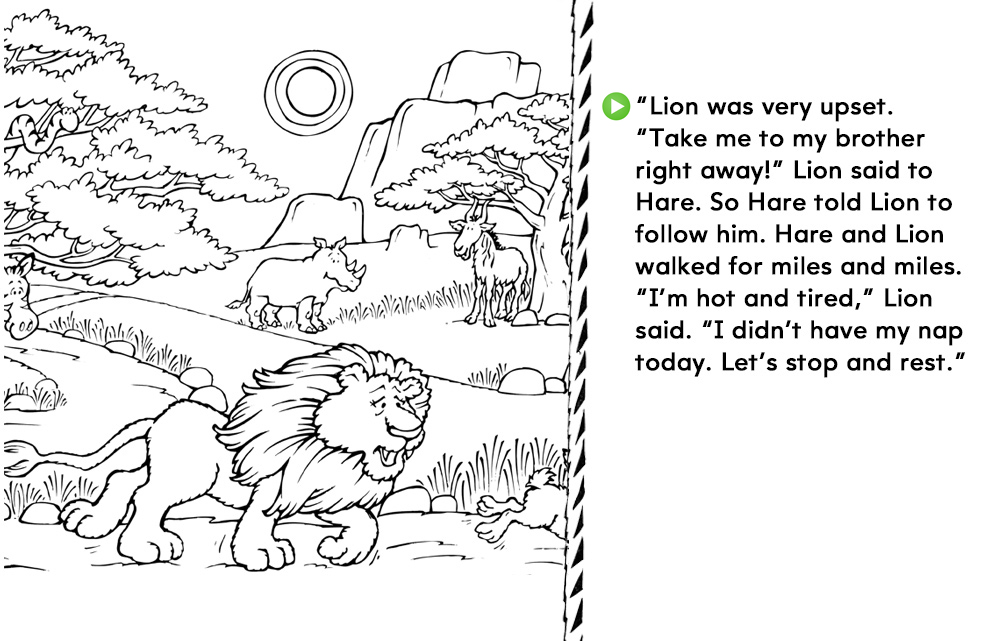 “Lion was very upset.
“Take me to my brother
right away!” Lion said to
Hare. So Hare told Lion to
follow him. Hare and Lion
walked for miles and miles.
“I’m hot and tired,” Lion
said. “I didn’t have my nap
today. Let’s stop and rest.”